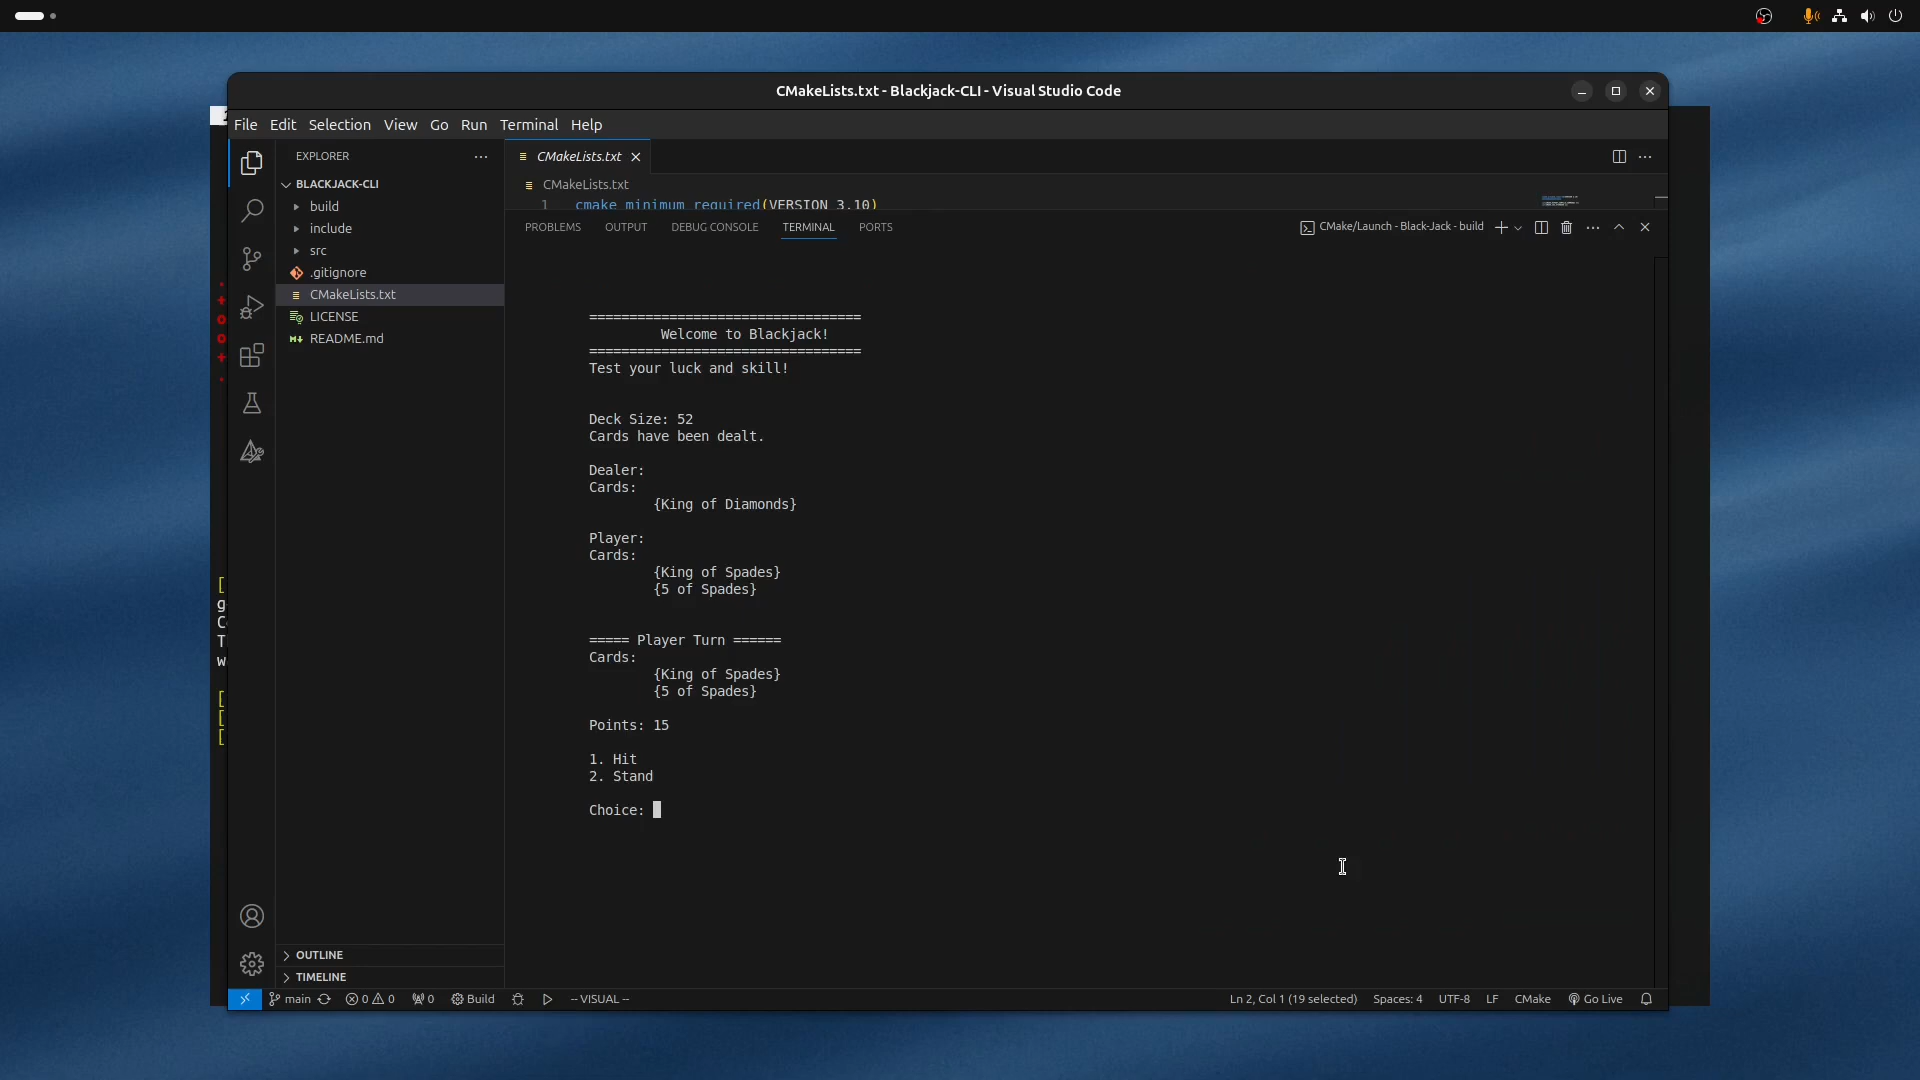 CMakeLists.txt - Blackjack-CLI - Visual Studio Code
File Edit Selection View Go Run Terminal Help
EXPLORER
BLACKJACK-CLI
build
include
src
.gitignore
CMakeLists.txt
LICENSE
README.md
OUTLINE
TIMELINE
CMakeLists.txt
CMakeLists.txt
1 cmake_minimum_required(VERSION 3.10)
PROBLEMS OUTPUT DEBUG CONSOLE TERMINAL PORTS
CMake/Launch - Black-Jack - build
==================================
Welcome to Blackjack!
==================================
Test your luck and skill!
Deck Size: 52
Cards have been dealt.
Dealer:
Cards:
{King of Diamonds}
Player:
Cards:
{King of Spades}
{5 of Spades}
===== Player Turn ======
Cards:
{King of Spades}
{5 of Spades}
Points: 15
1. Hit
2. Stand
Choice:
main 0 0 0 Build -- VISUAL -- Ln 2, Col 1 (19 selected) Spaces: 4 UTF-8 LF CMake Go Live